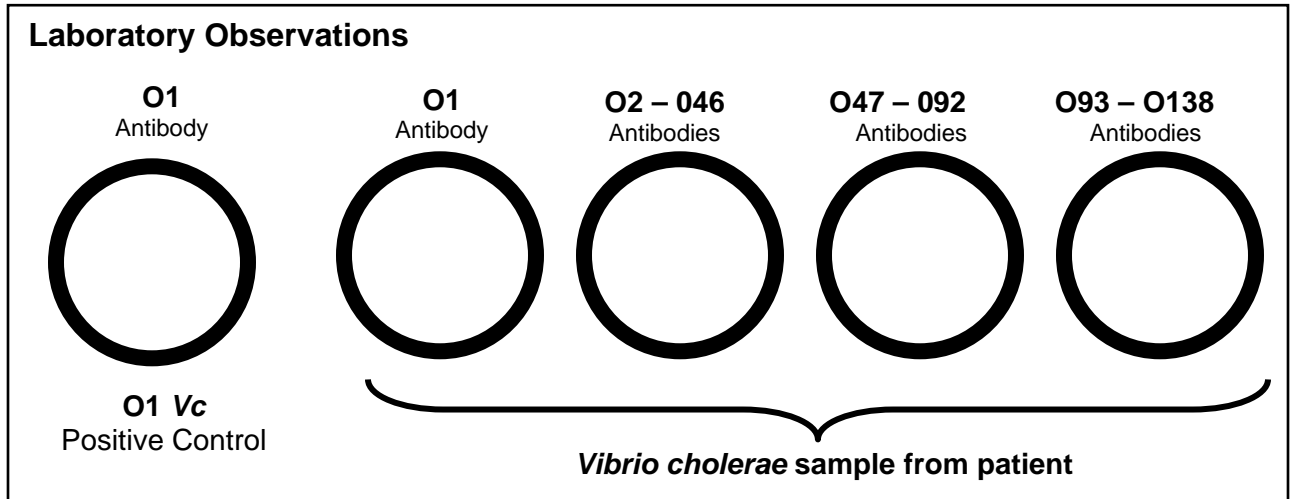 Laboratory Observations
O1
Antibody
O1
Antibody
O2 – 046
Antibodies
O47 – 092
Antibodies
O93 – O138
Antibodies
O1 Vc
Positive Control
Vibrio cholerae sample from patient